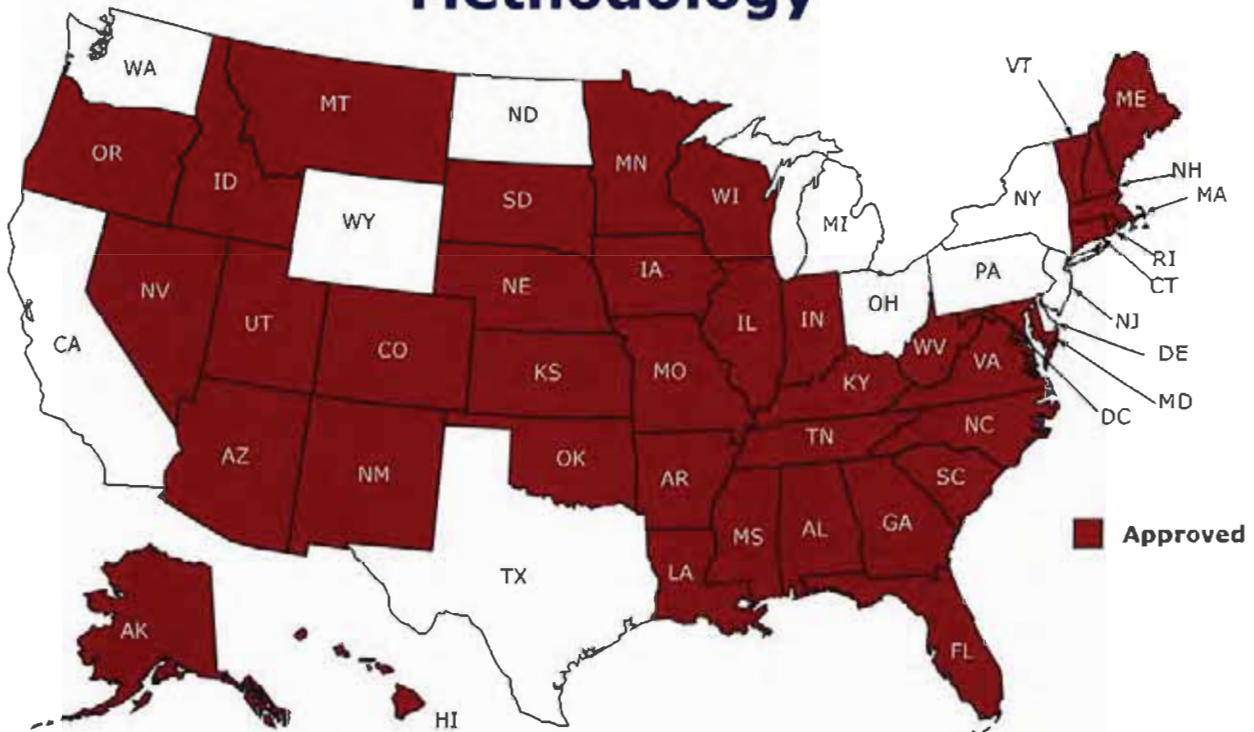 Methodology
WA
MT
ND
VT
ME
OR
ID
MN
NH
WY
SD
WI
NY
MA
MI
NV
NE
IA
PA
RI
CT
UT
OH
CA
CO
IL
IN
NJ
KS
MO
WV
VA
DE
KY
MD
DC
AZ
NM
OK
TN
NC
AR
SC
MS
AL
GA
Approved
TX
LA
AK
FL
HI